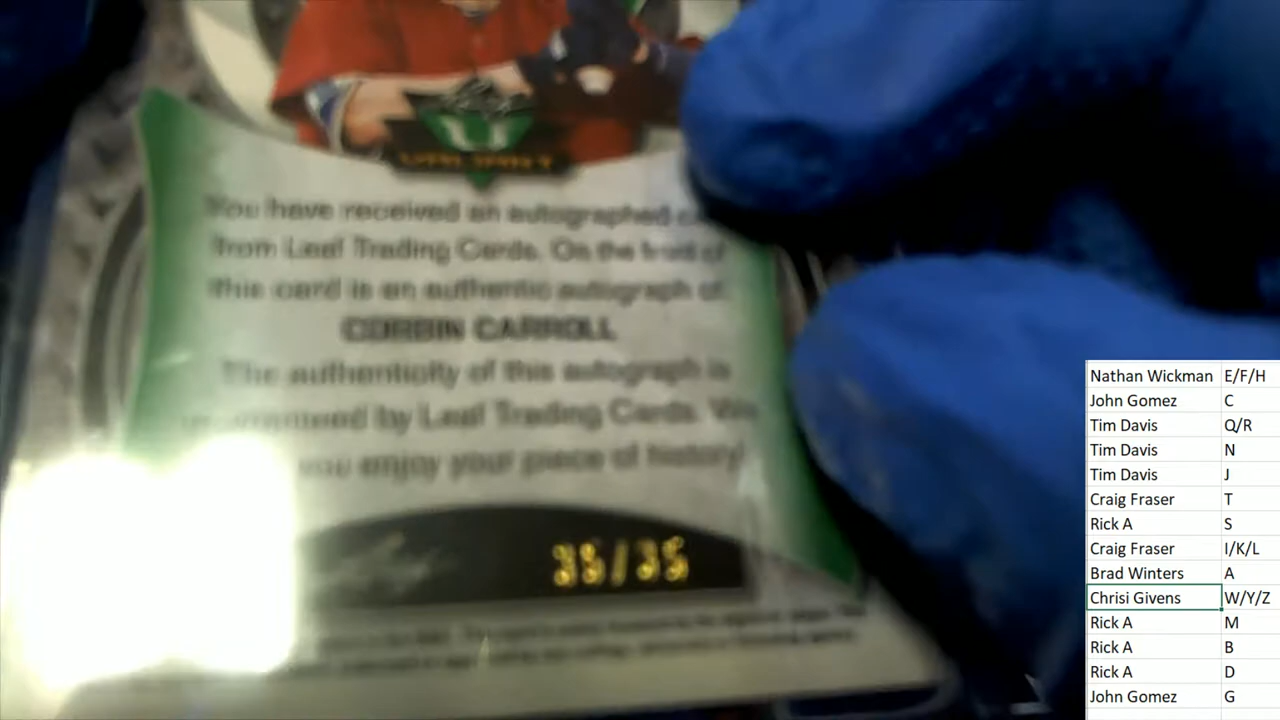 You have received an autographed
from Leaf Trading Cards. On the front of
this card is an authentic autograph of
CORBIN CARROLL
The authenticity of this autograph is
by Leaf Trading Cards. We
you enjoy your piece of history!
35/35
Nathan Wickman E/F/H
John Gomez C
Tim Davis Q/R
Tim Davis N
Tim Davis J
Craig Fraser T
Rick A S
Craig Fraser I/K/L
Brad Winters A
Chrisi Givens W/Y/Z
Rick A M
Rick A B
Rick A D
John Gomez G